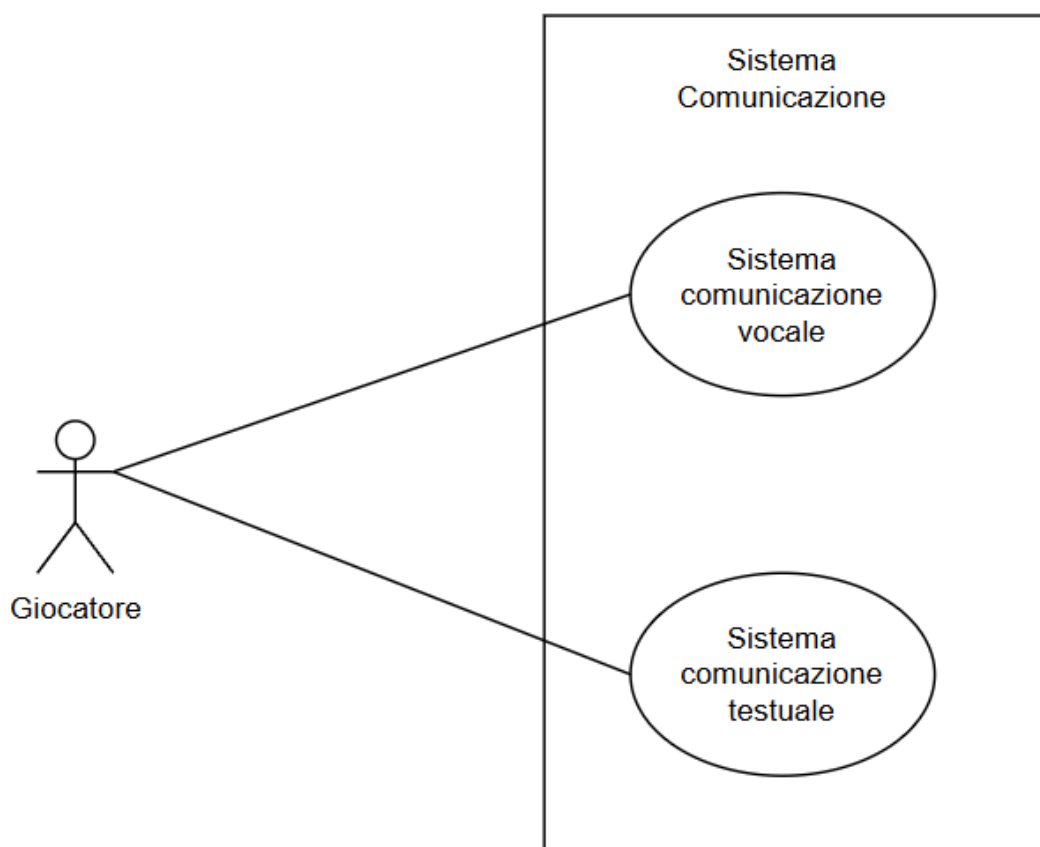 Sistema
Comunicazione
Sistema
comunicazione
vocale
Giocatore
Sistema
comunicazione
testuale